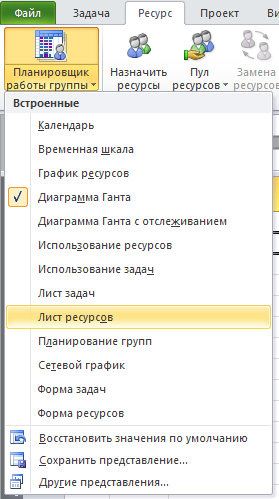 Файл Задача Ресурс Проект
Планировщик работы группы
Назначить ресурсы
Пул ресурсов
Замена ресурсов
Встроенные
Календарь
Временная шкала
График ресурсов
Диаграмма Ганта
Диаграмма Ганта с отслеживанием
Использование ресурсов
Использование задач
Лист задач
Лист ресурсов
Планирование групп
Сетевой график
Форма задач
Форма ресурсов
Восстановить значения по умолчанию
Сохранить представление...
Другие представления...